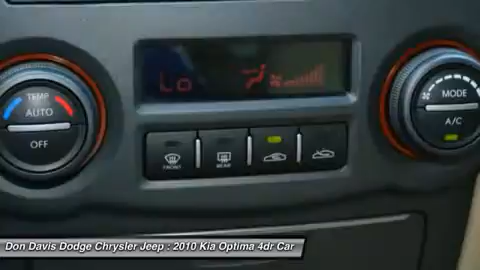 Lo
TEMP
AUTO
OFF
FRONT
REAR
MODE
A/C
Don Davis Dodge Chrysler Jeep : 2010 Kia Optima 4dr Car